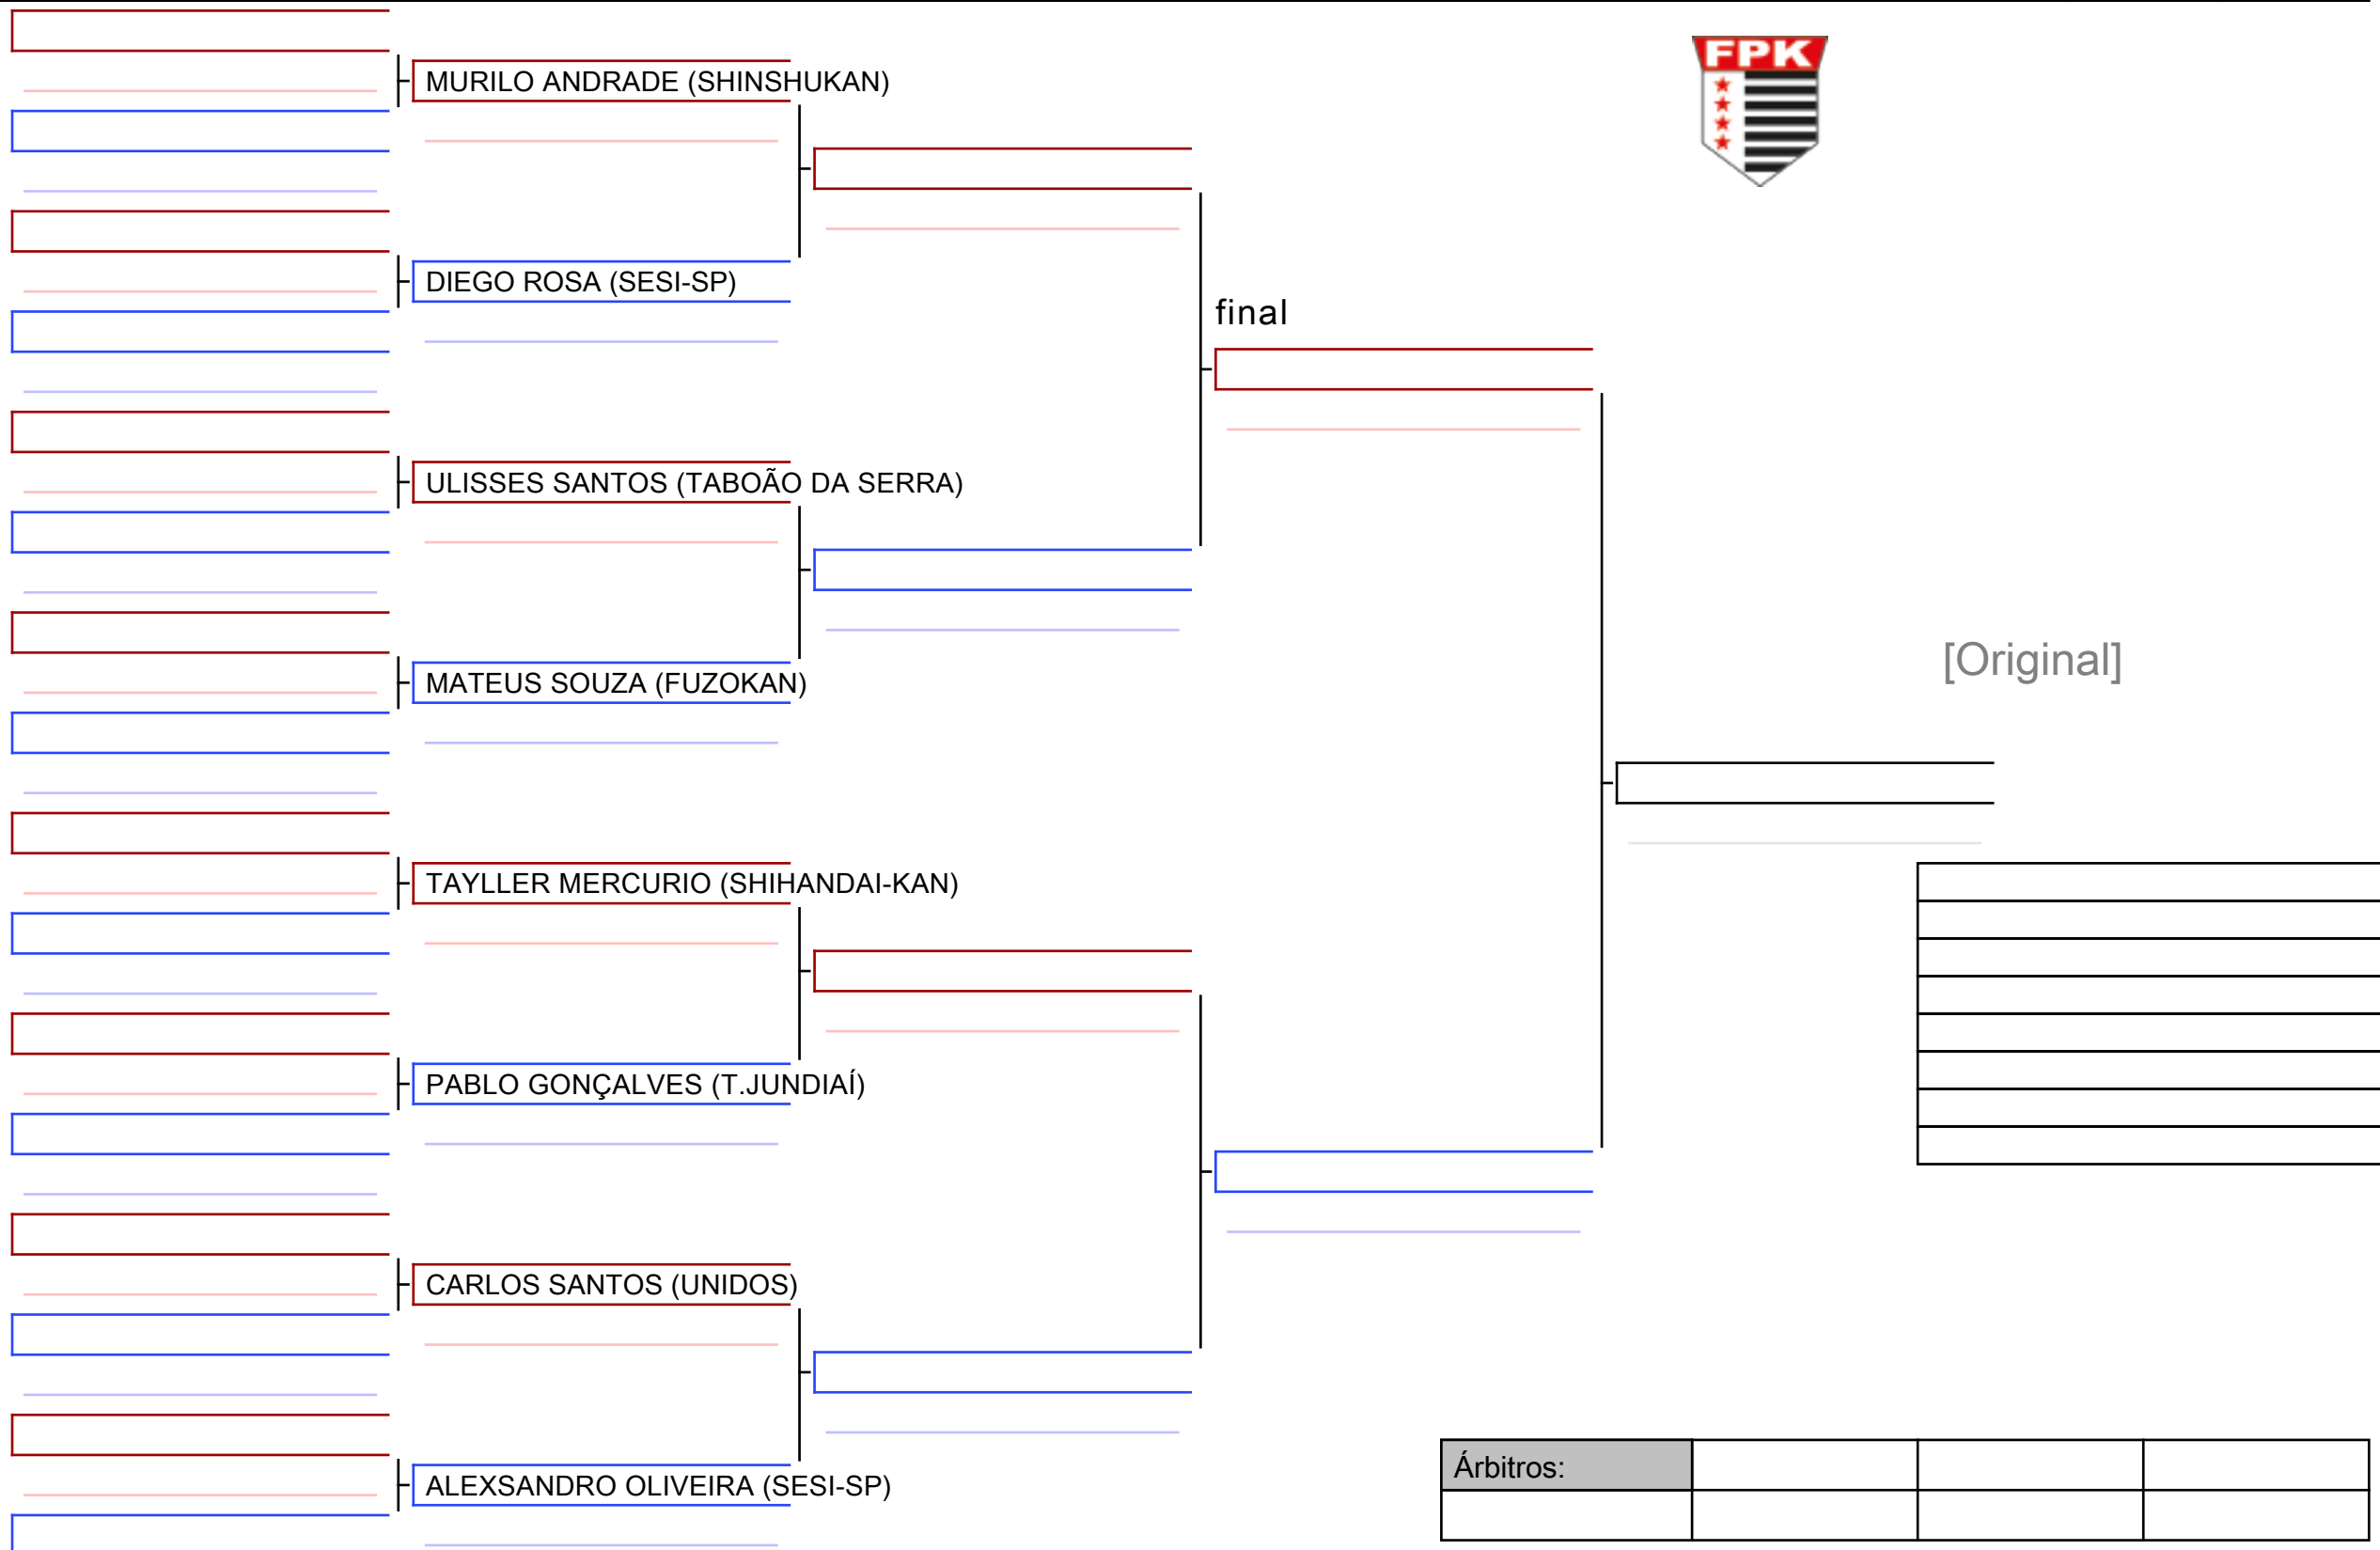 FPK
MURILO ANDRADE (SHINSHUKAN)
DIEGO ROSA (SESI-SP)
final
ULISSES SANTOS (TABOÃO DA SERRA)
MATEUS SOUZA (FUZOKAN)
[Original]
TAYLLER MERCURIO (SHIHANDAI-KAN)
PABLO GONÇALVES (T.JUNDIAÍ)
CARLOS SANTOS (UNIDOS)
Árbitros:
ALEXSANDRO OLIVEIRA (SESI-SP)